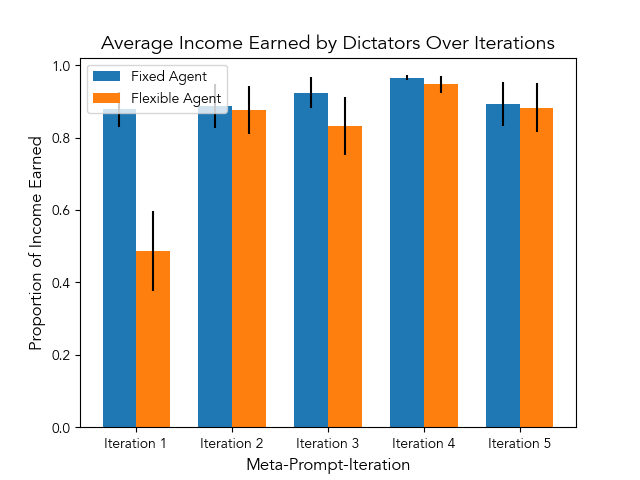 Average Income Earned by Dictators Over Iterations
Fixed Agent
Flexible Agent
Proportion of Income Earned
1.0
0.8
0.6
0.4
0.2
0.0
Iteration 1
Iteration 2
Iteration 3
Iteration 4
Iteration 5
Meta-Prompt-Iteration